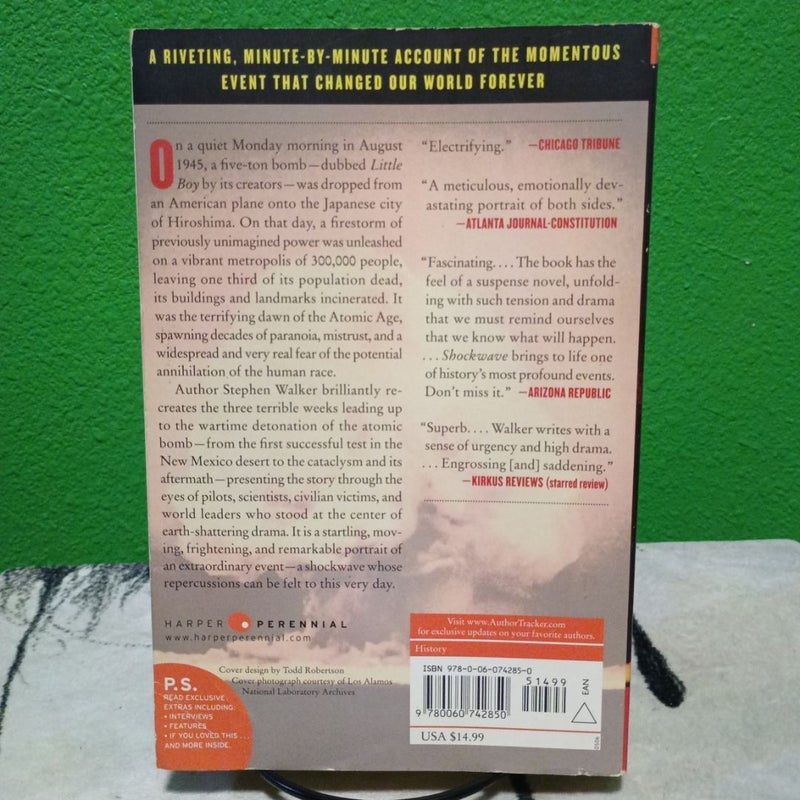 A RIVETING, MINUTE-BY-MINUTE ACCOUNT OF THE MOMENTOUS
EVENT THAT CHANGED OUR WORLD FOREVER
On a quiet Monday morning in August
1945, a five-ton bomb—dubbed Little
Boy by its creators—was dropped from
an American plane onto the Japanese city
of Hiroshima. On that day, a firestorm of
previously unimagined power was unleashed
on a vibrant metropolis of 300,000 people,
leaving one third of its population dead,
its buildings and landmarks incinerated. It
was the terrifying dawn of the Atomic Age,
spawning decades of paranoia, mistrust, and a
widespread and very real fear of the potential
annihilation of the human race.
Author Stephen Walker brilliantly re-
creates the three terrible weeks leading up
to the wartime detonation of the atomic
bomb—from the first successful test in the
New Mexico desert to the cataclysm and its
aftermath—presenting the story through the
eyes of pilots, scientists, civilian victims, and
world leaders who stood at the center of
earth-shattering drama. It is a startling, mov-
ing, frightening, and remarkable portrait of
an extraordinary event—a shockwave whose
repercussions can be felt to this very day.
“Electrifying.” —CHICAGO TRIBUNE
“A meticulous, emotionally dev-
astating portrait of both sides.”
—ATLANTA JOURNAL-CONSTITUTION
“Fascinating. . . . The book has the
feel of a suspense novel, unfold-
ing with such tension and drama
that we must remind ourselves
that we know what will happen.
. . . Shockwave brings to life one
of history’s most profound events.
Don’t miss it.” —ARIZONA REPUBLIC
“Superb. . . . Walker writes with a
sense of urgency and high drama.
. . . Engrossing [and] saddening.”
—KIRKUS REVIEWS (starred review)
HARPER PERENNIAL
www.harperperennial.com
Cover design by Todd Robertson
Cover photograph courtesy of Los Alamos
National Laboratory Archives
P.S.
READ EXCLUSIVE
EXTRAS INCLUDING:
• INTERVIEWS
• FEATURES
• IF YOU LOVED THIS . . .
AND MORE INSIDE.
Visit www.AuthorTracker.com
for exclusive updates on your favorite authors.
History
ISBN 978-0-06-074285-0
51499
9 780060 742850
EAN
USA $14.99
0506